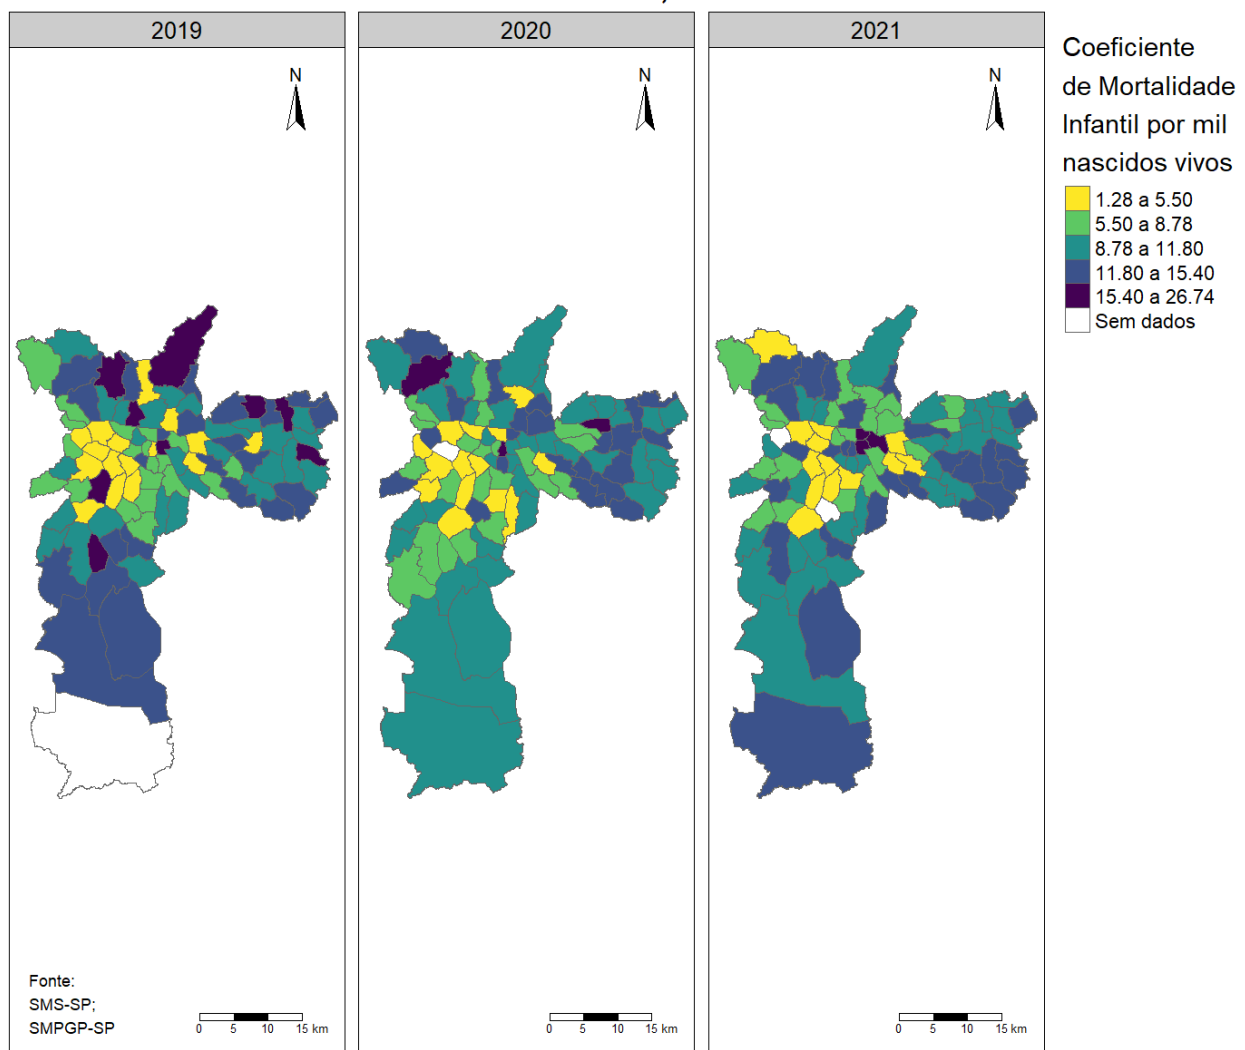 2019
2020
2021
N
N
N
Coeficiente
de Mortalidade
Infantil por mil
nascidos vivos
1.28 a 5.50
5.50 a 8.78
8.78 a 11.80
11.80 a 15.40
15.40 a 26.74
Sem dados
Fonte:
SMS-SP;
SMPGP-SP
0 5 10 15 km
0 5 10 15 km
0 5 10 15 km